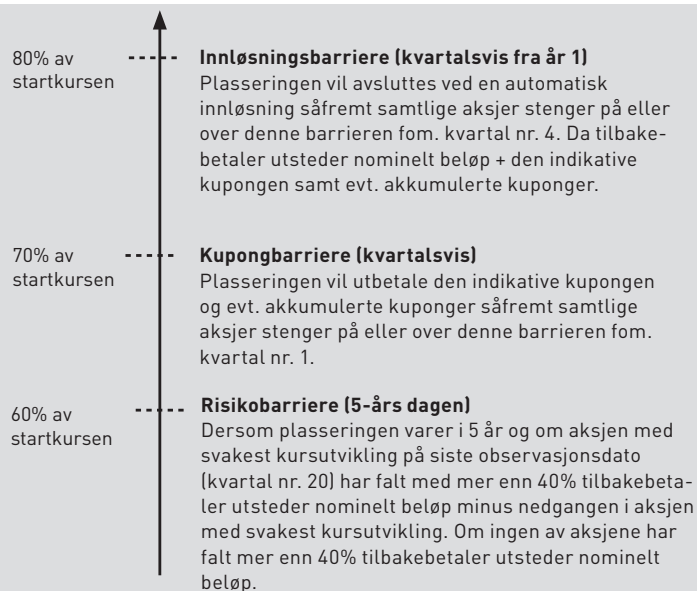 80% av
startkursen
Innløsningsbarriere (kvartalsvis fra år 1)
Plasseringen vil avsluttes ved en automatisk
innløsning såfremt samtlige aksjer stenger på eller
over denne barrieren fom. kvartal nr. 4. Da tilbake-
betaler utsteder nominelt beløp + den indikative
kupongen samt evt. akkumulerte kuponger.
70% av
startkursen
Kupongbarriere (kvartalsvis)
Plasseringen vil utbetale den indikative kupongen
og evt. akkumulerte kuponger såfremt samtlige
aksjer stenger på eller over denne barrieren fom.
kvartal nr. 1.
60% av
startkursen
Risikobarriere (5-års dagen)
Dersom plasseringen varer i 5 år og om aksjen med
svakest kursutvikling på siste observasjonsdato
(kvartal nr. 20) har falt med mer enn 40% tilbakebeta-
ler utsteder nominelt beløp minus nedgangen i aksjen
med svakest kursutvikling. Om ingen av aksjene har
falt mer enn 40% tilbakebetaler utsteder nominelt
beløp.